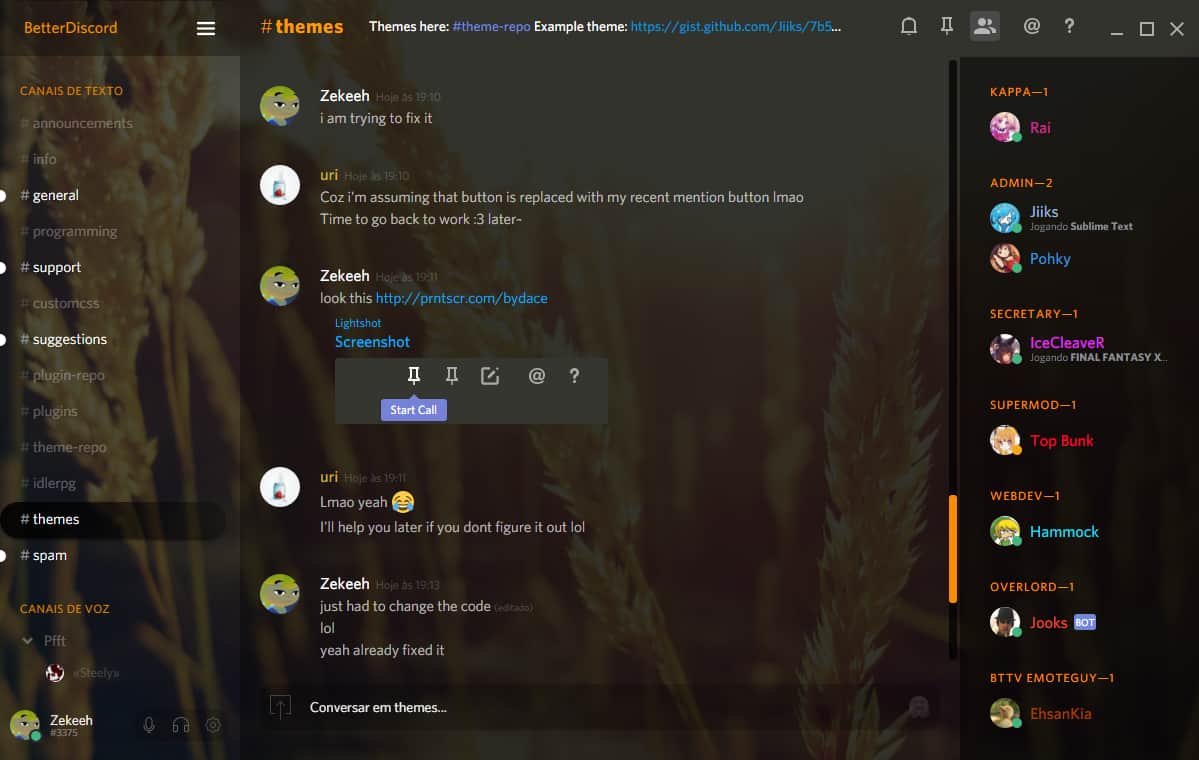 BetterDiscord
#themes
Themes here: #theme-repo Example theme: https://gist.github.com/Jiiks/7b5...
CANAIS DE TEXTO
# announcements
# info
# general
# programming
# support
# customcss
# suggestions
# plugin-repo
# plugins
# theme-repo
# idlerpg
# themes
# spam
CANAIS DE VOZ
Pfft
«Steely»
Zekeeh
#3375
Zekeeh Hoje às 19:10
i am trying to fix it
uri Hoje às 19:10
Coz i'm assuming that button is replaced with my recent mention button lmao
Time to go back to work :3 later~
Zekeeh Hoje às 19:11
look this http://prntscr.com/bydace
Lightshot
Screenshot
@ ?
Start Call
uri Hoje às 19:11
Lmao yeah 😂
I'll help you later if you dont figure it out lol
Zekeeh Hoje às 19:13
just had to change the code (editado)
lol
yeah already fixed it
Conversar em themes...
@ ?
KAPPA—1
Rai
ADMIN—2
Jiiks
Jogando Sublime Text
Pohky
SECRETARY—1
IceCleaveR
Jogando FINAL FANTASY X...
SUPERMOD—1
Top Bunk
WEBDEV—1
Hammock
OVERLORD—1
Jooks BOT
BTTV EMOTEGUY—1
EhsanKia